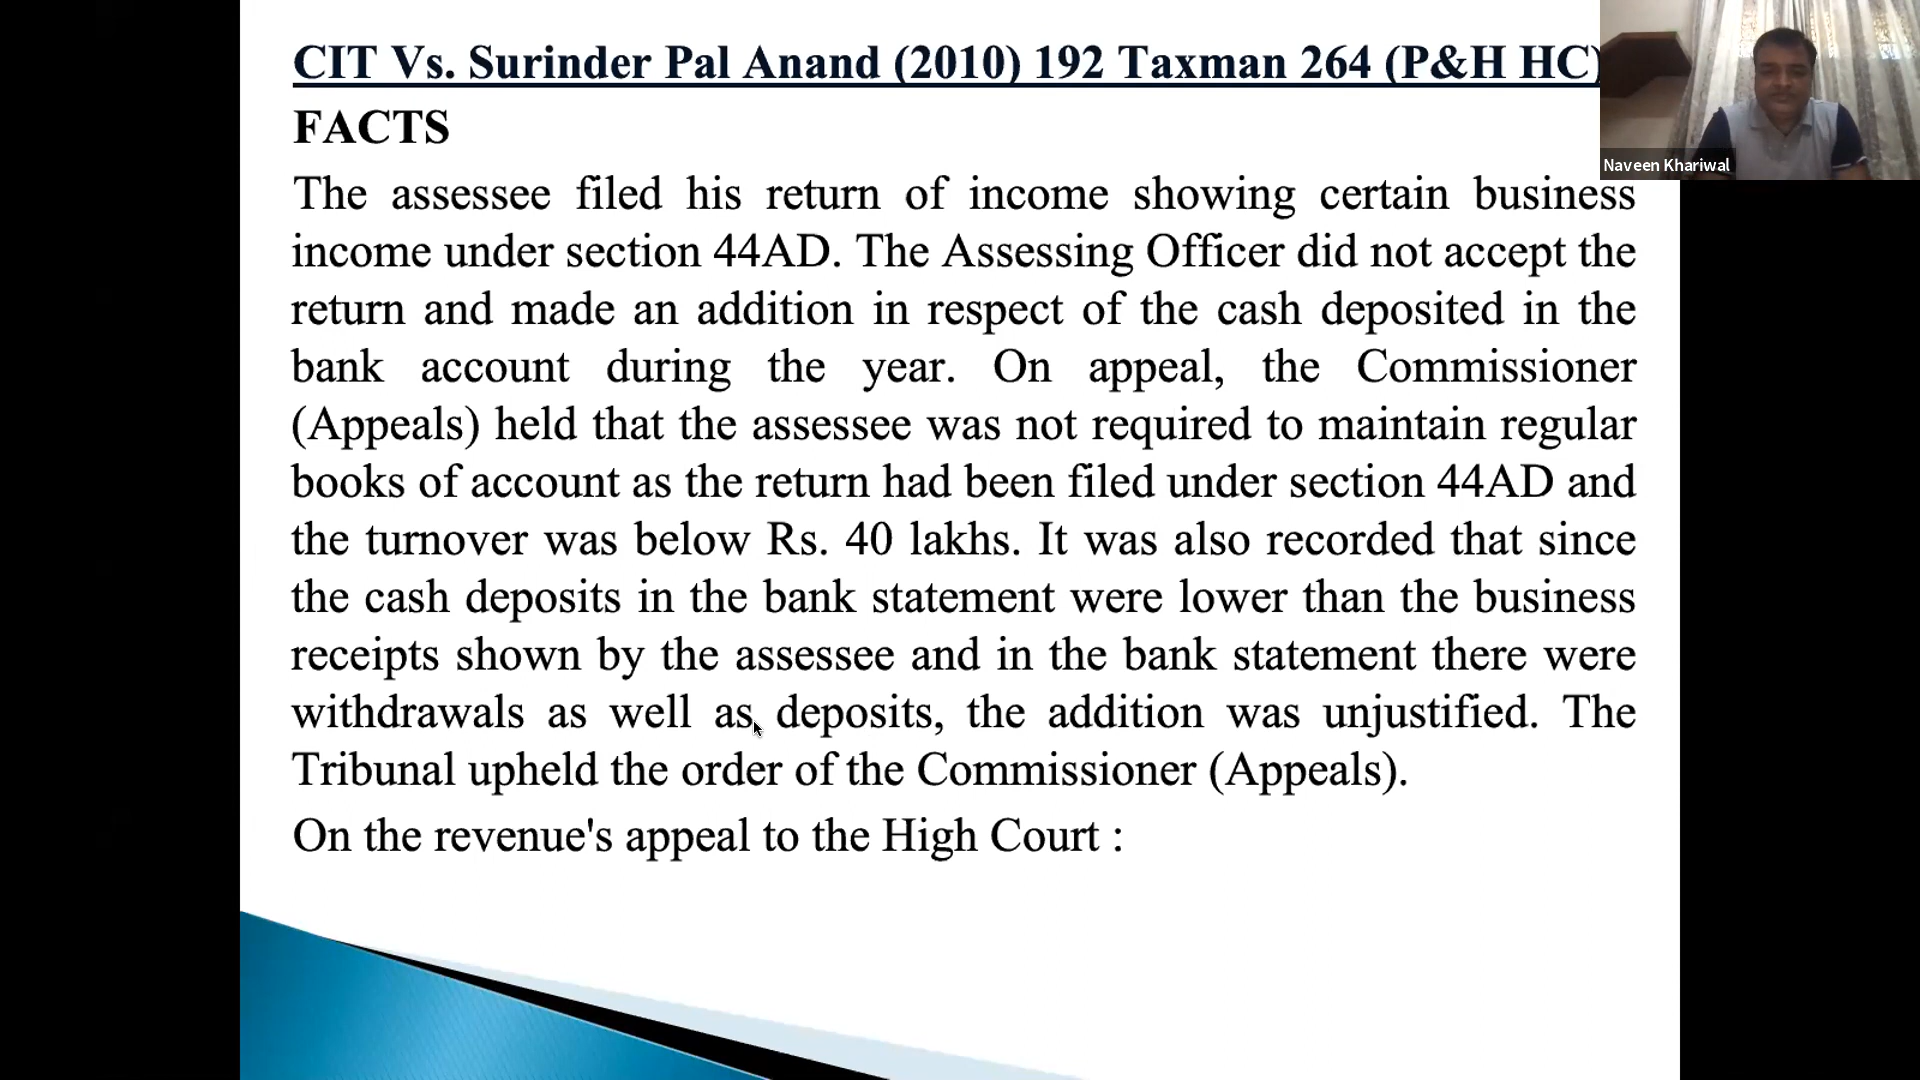 CIT Vs. Surinder Pal Anand (2010) 192 Taxman 264 (P&H HC)
Naveen Khariwal
FACTS
The assessee filed his return of income showing certain business
income under section 44AD. The Assessing Officer did not accept the
return and made an addition in respect of the cash deposited in the
bank account during the year. On appeal, the Commissioner
(Appeals) held that the assessee was not required to maintain regular
books of account as the return had been filed under section 44AD and
the turnover was below Rs. 40 lakhs. It was also recorded that since
the cash deposits in the bank statement were lower than the business
receipts shown by the assessee and in the bank statement there were
withdrawals as well as deposits, the addition was unjustified. The
Tribunal upheld the order of the Commissioner (Appeals).
On the revenue's appeal to the High Court :